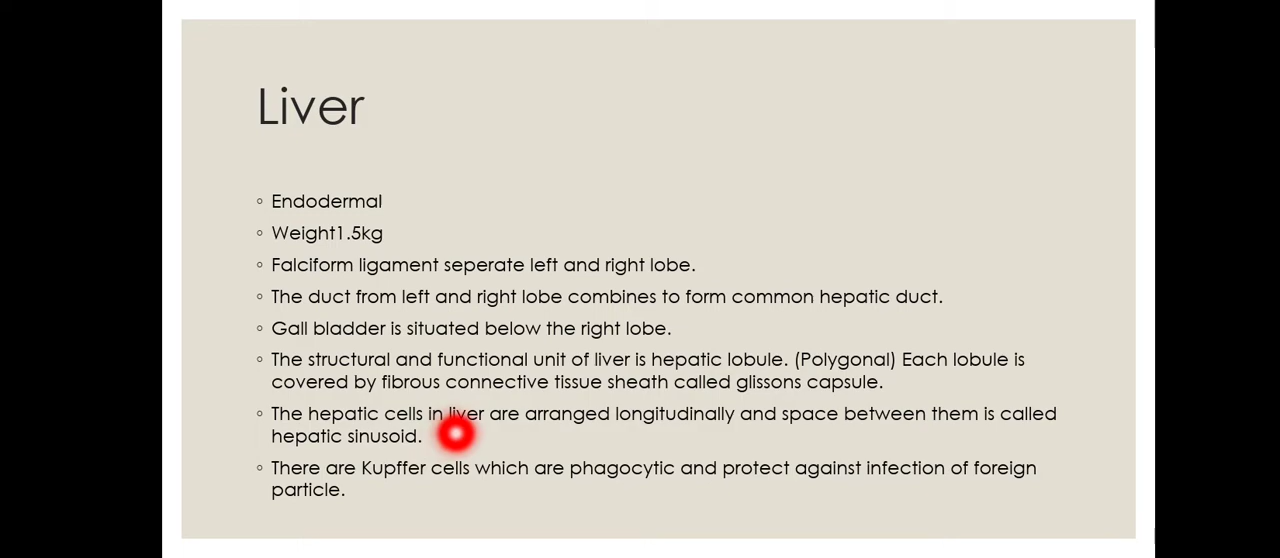 Liver
◦ Endodermal
◦ Weight1.5kg
◦ Falciform ligament seperate left and right lobe.
◦ The duct from left and right lobe combines to form common hepatic duct.
◦ Gall bladder is situated below the right lobe.
◦ The structural and functional unit of liver is hepatic lobule. (Polygonal) Each lobule is
covered by fibrous connective tissue sheath called glissons capsule.
◦ The hepatic cells in liver are arranged longitudinally and space between them is called
hepatic sinusoid.
◦ There are Kupffer cells which are phagocytic and protect against infection of foreign
particle.